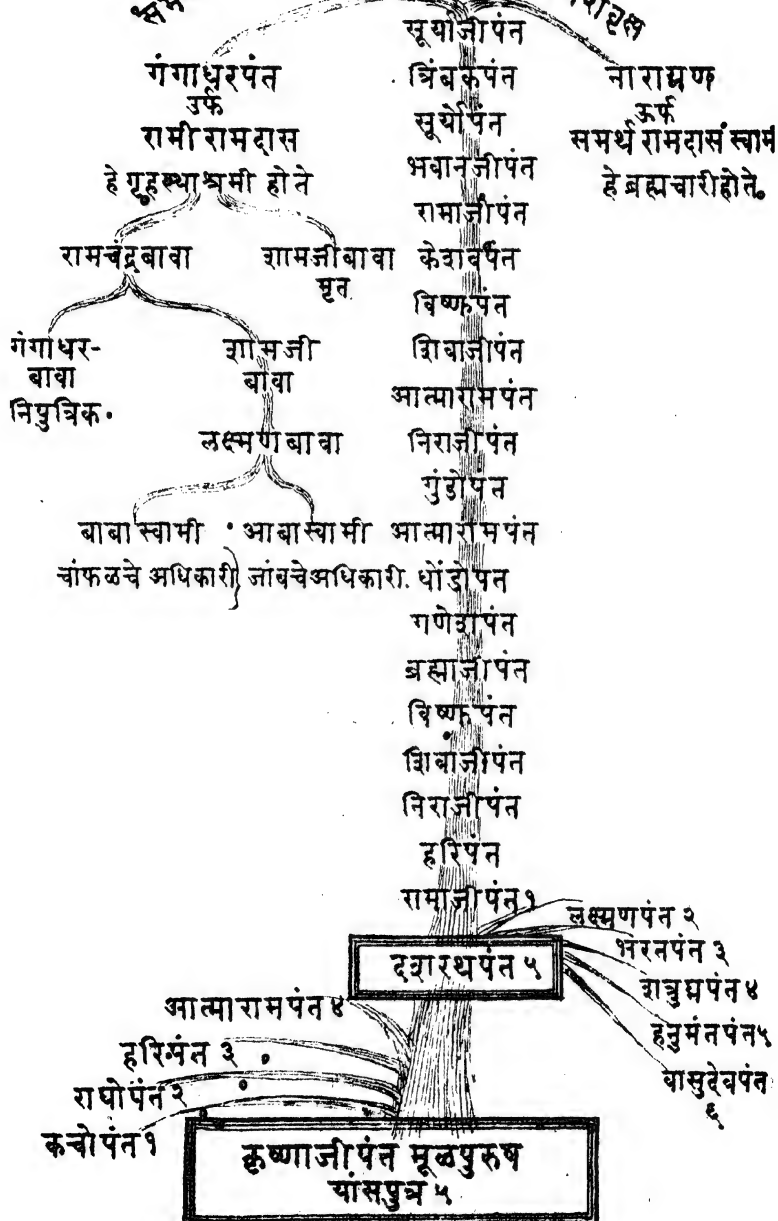 सूर्याजीपंत
गंगाधरपंत
उर्फ
रामीरामदास
हे गृहस्थाश्रमी होते
त्रिंबकपंत
सूर्योपंत
भवानजीपंत
रामाजीपंत
नारायण
ऊर्फ
समर्थ रामदास स्वामी
हे ब्रह्मचारी होते.
रामचंद्रबावा
शामजीबावा
मृत
केशवपंत
विष्णुपंत
गंगाधर-
बावा
निपुत्रिक.
शामजी
बावा
शिवाजीपंत
आत्मारामपंत
लक्ष्मणबावा
निराजीपंत
गुंडोपंत
बाबास्वामी
चांफळचे अधिकारी
आबास्वामी
जांबचे अधिकारी.
आत्मारामपंत
धोंडोपंत
गणेशपंत
ब्रह्माजीपंत
विष्णुपंत
शिवाजीपंत
निराजीपंत
हरिपंत
रामाजीपंत १
लक्ष्मणपंत २
भरतपंत ३
शत्रुघ्नपंत ४
हनुमंतपंत ५
वासुदेवपंत
६
दशरथपंत ५
आत्मारामपंत ४
हरिपंत ३
राघोपंत २
कचोपंत १
कृष्णाजीपंत मूळपुरुष
यांसपुत्र ५